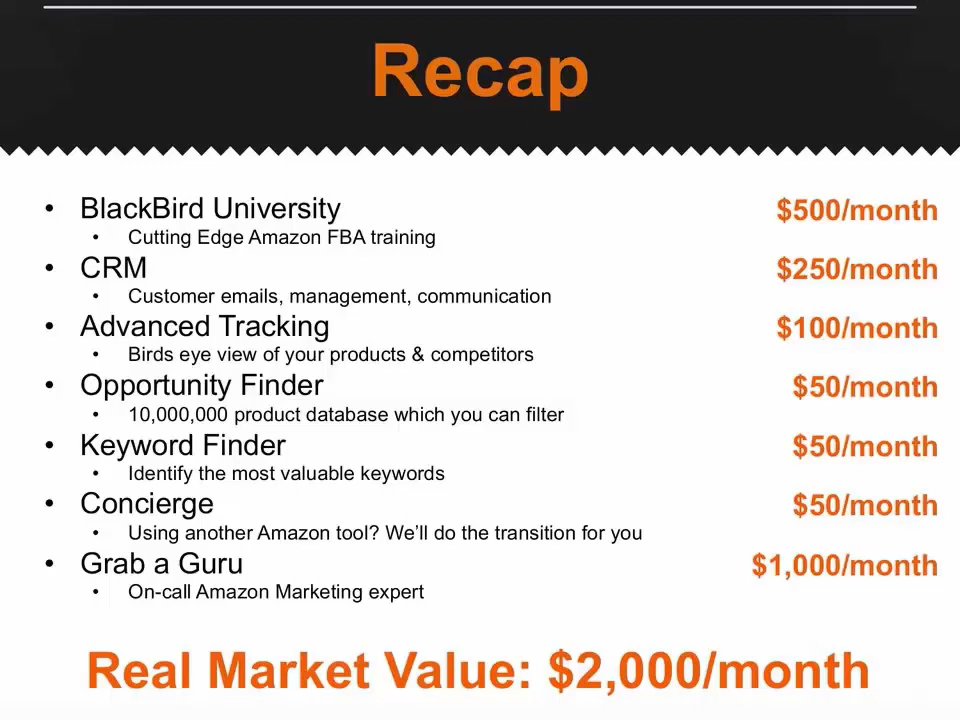 Recap
• BlackBird University $500/month
• Cutting Edge Amazon FBA training
• CRM $250/month
• Customer emails, management, communication
• Advanced Tracking $100/month
• Birds eye view of your products & competitors
• Opportunity Finder $50/month
• 10,000,000 product database which you can filter
• Keyword Finder $50/month
• Identify the most valuable keywords
• Concierge $50/month
• Using another Amazon tool? We’ll do the transition for you
• Grab a Guru $1,000/month
• On-call Amazon Marketing expert
Real Market Value: $2,000/month